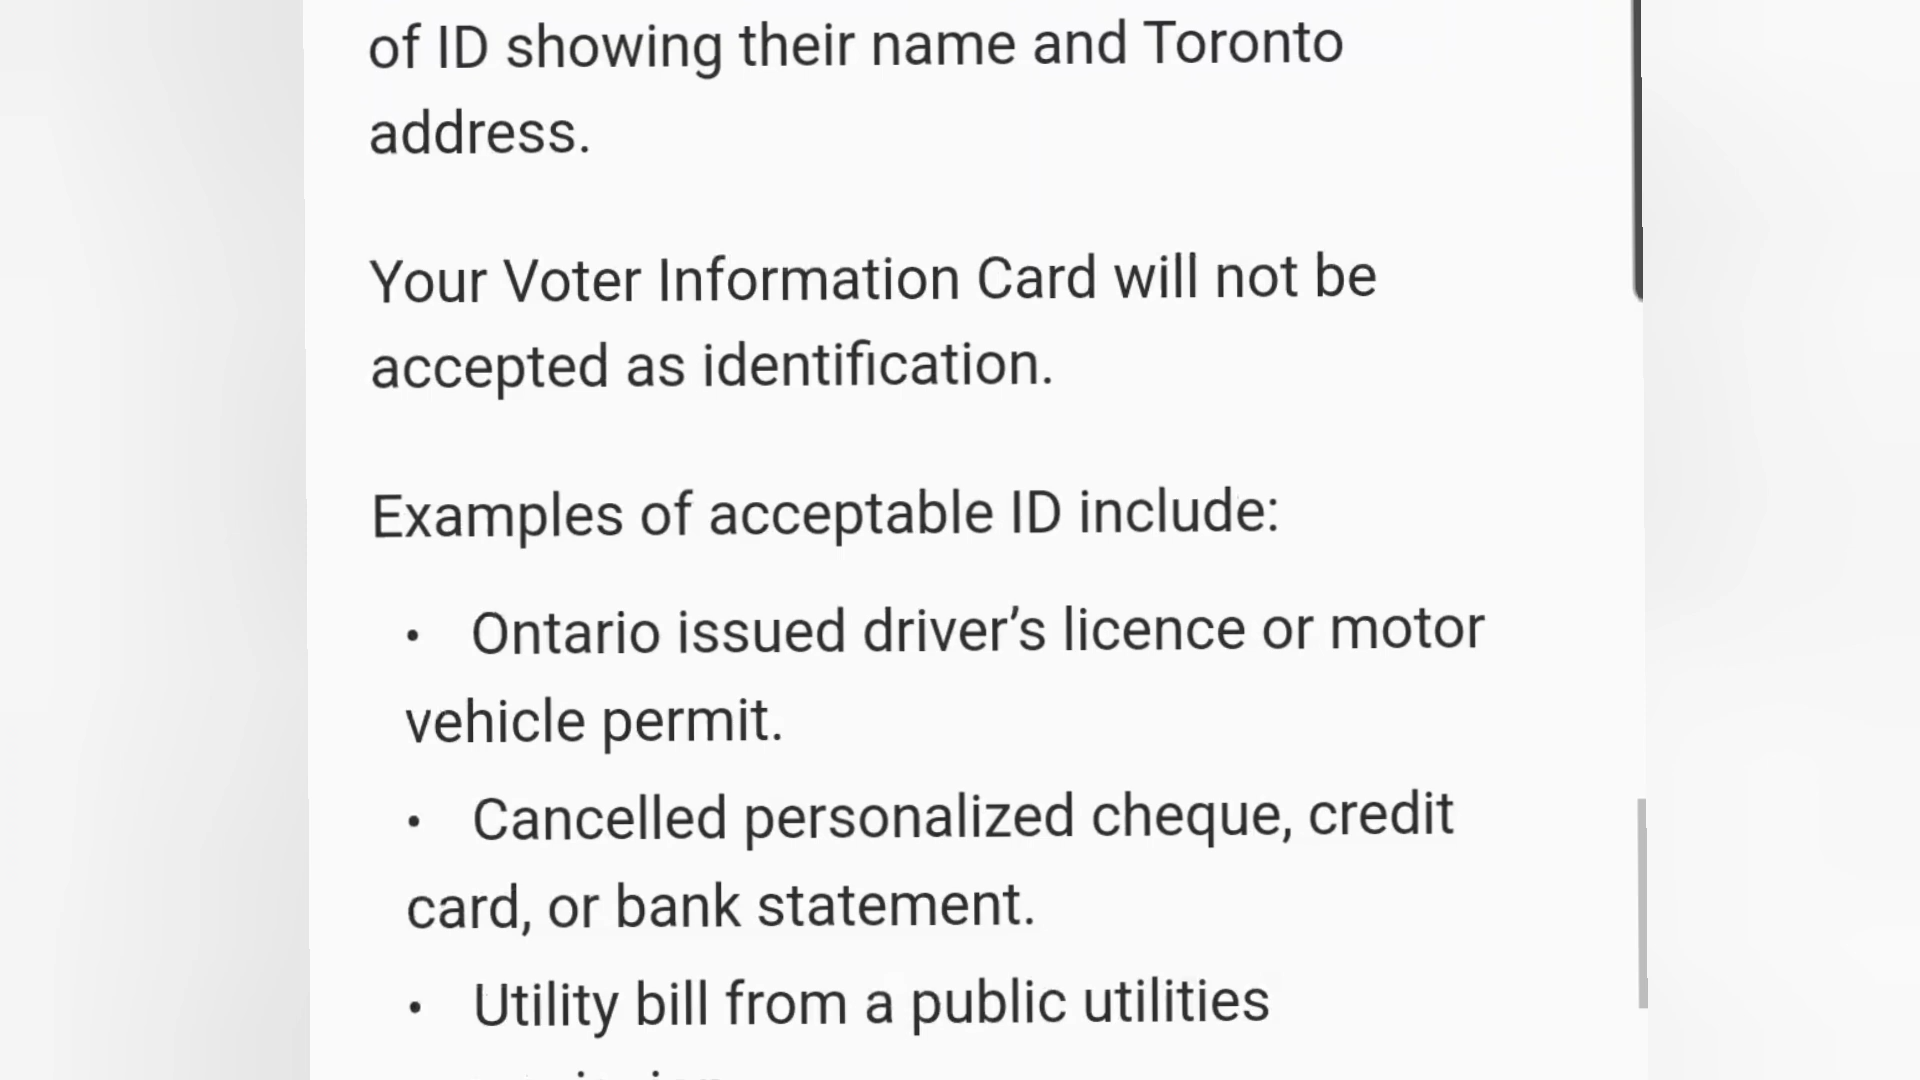 of ID showing their name and Toronto
address.
Your Voter Information Card will not be
accepted as identification.
Examples of acceptable ID include:
• Ontario issued driver’s licence or motor
vehicle permit.
• Cancelled personalized cheque, credit
card, or bank statement.
• Utility bill from a public utilities